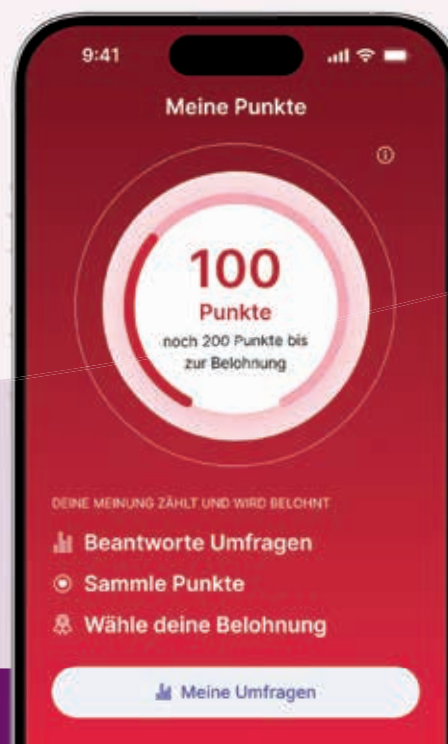 9:41
Meine Punkte
100
Punkte
noch 200 Punkte bis
zur Belohnung
DEINE MEINUNG ZÄHLT UND WIRD BELOHNT
Beantworte Umfragen
Sammle Punkte
Wähle deine Belohnung
Meine Umfragen